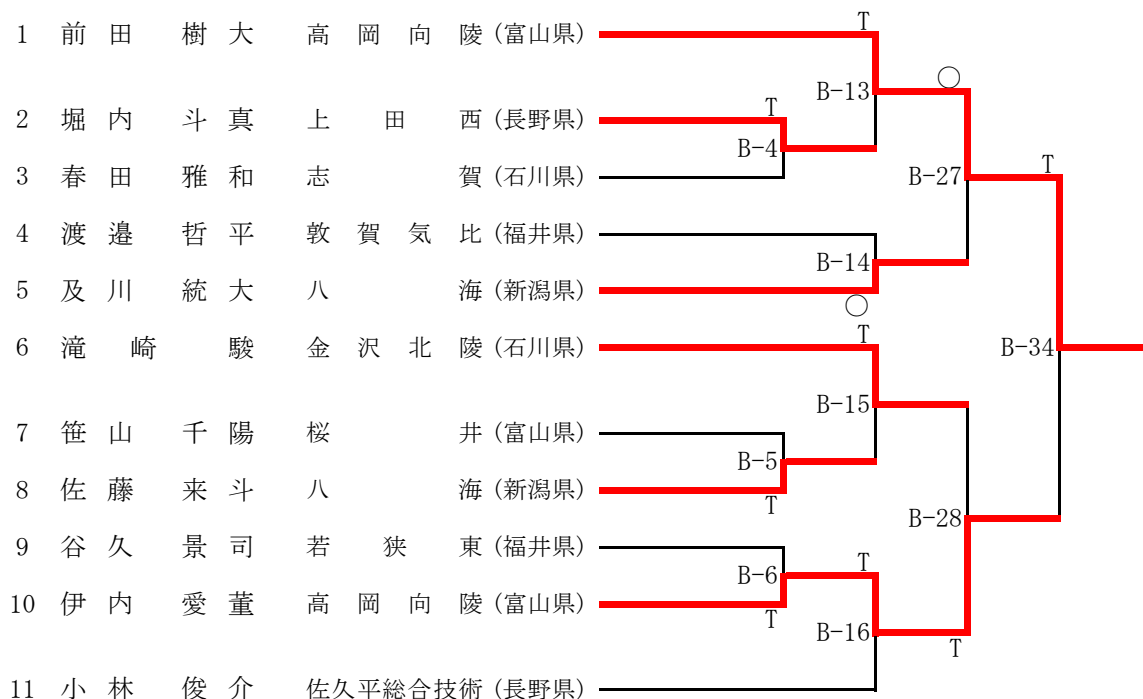 1 前田 樹大 高岡向陵 (富山県) T
B-13 ○
2 堀内 斗真 上田西 (長野県) T
B-4
3 春田 雅和 志賀 (石川県) B-27 T
4 渡邉 哲平 敦賀気比 (福井県)
B-14
5 及川 統大 八海 (新潟県)
○
6 滝崎 駿 金沢北陵 (石川県) T B-34
B-15
7 笹山 千陽 桜井 (富山県)
B-5
8 佐藤 来斗 八海 (新潟県) T
B-28
9 谷久 景司 若狭東 (福井県)
B-6 T
10 伊内 愛董 高岡向陵 (富山県) T
B-16 T
11 小林 俊介 佐久平総合技術 (長野県)